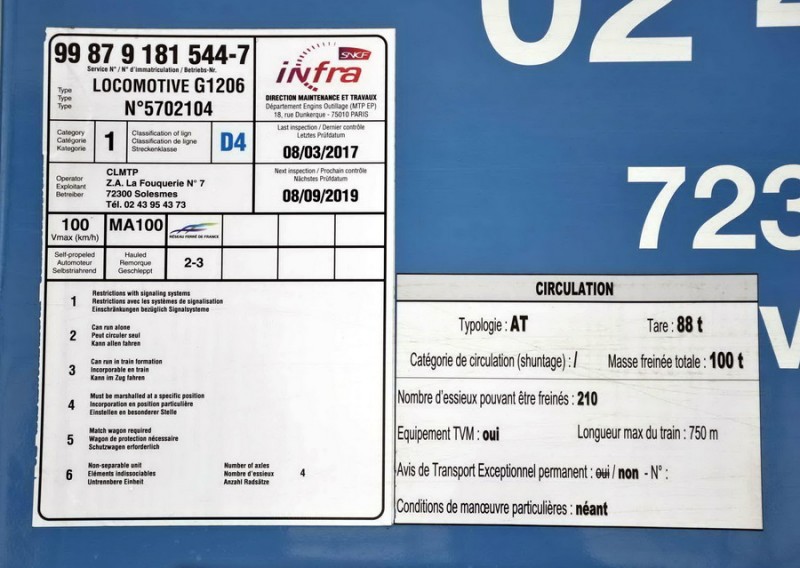 02 4
99 87 9 181 544-7
Service N° / N° d'immatriculation / Betriebs-Nr.
Type
Type
Type
LOCOMOTIVE G1206
N°5702104
SNCF
infra
DIRECTION MAINTENANCE ET TRAVAUX
Département Engins Outillage (MTP EP)
18, rue Dunkerque - 75010 PARIS
Category
Catégorie
Kategorie
1
Classification of lign
Classification de ligne
Streckenklasse
D4
Last inspection / Dernier contrôle
Letztes Prüfdatum
08/03/2017
Operator
Exploitant
Betreiber
CLMTP
Z.A. La Fouquerie N° 7
72300 Solesmes
Tél. 02 43 95 43 73
Next inspection / Prochain contrôle
Nächstes Prüfdatum
08/09/2019
100
Vmax (km/h)
MA100
RÉSEAU FERRÉ DE FRANCE
Self-propeled
Automoteur
Selbstriahrend
Hauled
Remorque
Geschleppt
2-3
1
Restrictions with signaling systems
Restrictions avec les systèmes de signalisation
Einschränkungen bezüglich Signalsysteme
2
Can run alone
Peut circuler seul
Kann allen fahren
3
Can run in train formation
Incorporable en train
Kann im Zug fahren
4
Must be marshalled at a specific position
Incorporation en position particulière
Einstellen en besonderer Stelle
5
Match wagon required
Wagon de protection nécessaire
Schutzwagen erforderlich
6
Non-separable unit
Eléments indissociables
Untrennbere Einheit
Number of axles
Nombre d'essieux
Anzahl Radsätze
4
723
CIRCULATION
Typologie : AT Tare : 88 t
Catégorie de circulation (shuntage) : / Masse freinée totale : 100 t
Nombre d'essieux pouvant être freinés : 210
Equipement TVM : oui Longueur max du train : 750 m
Avis de Transport Exceptionnel permanent : oui / non - N° :
Conditions de manœuvre particulières : néant